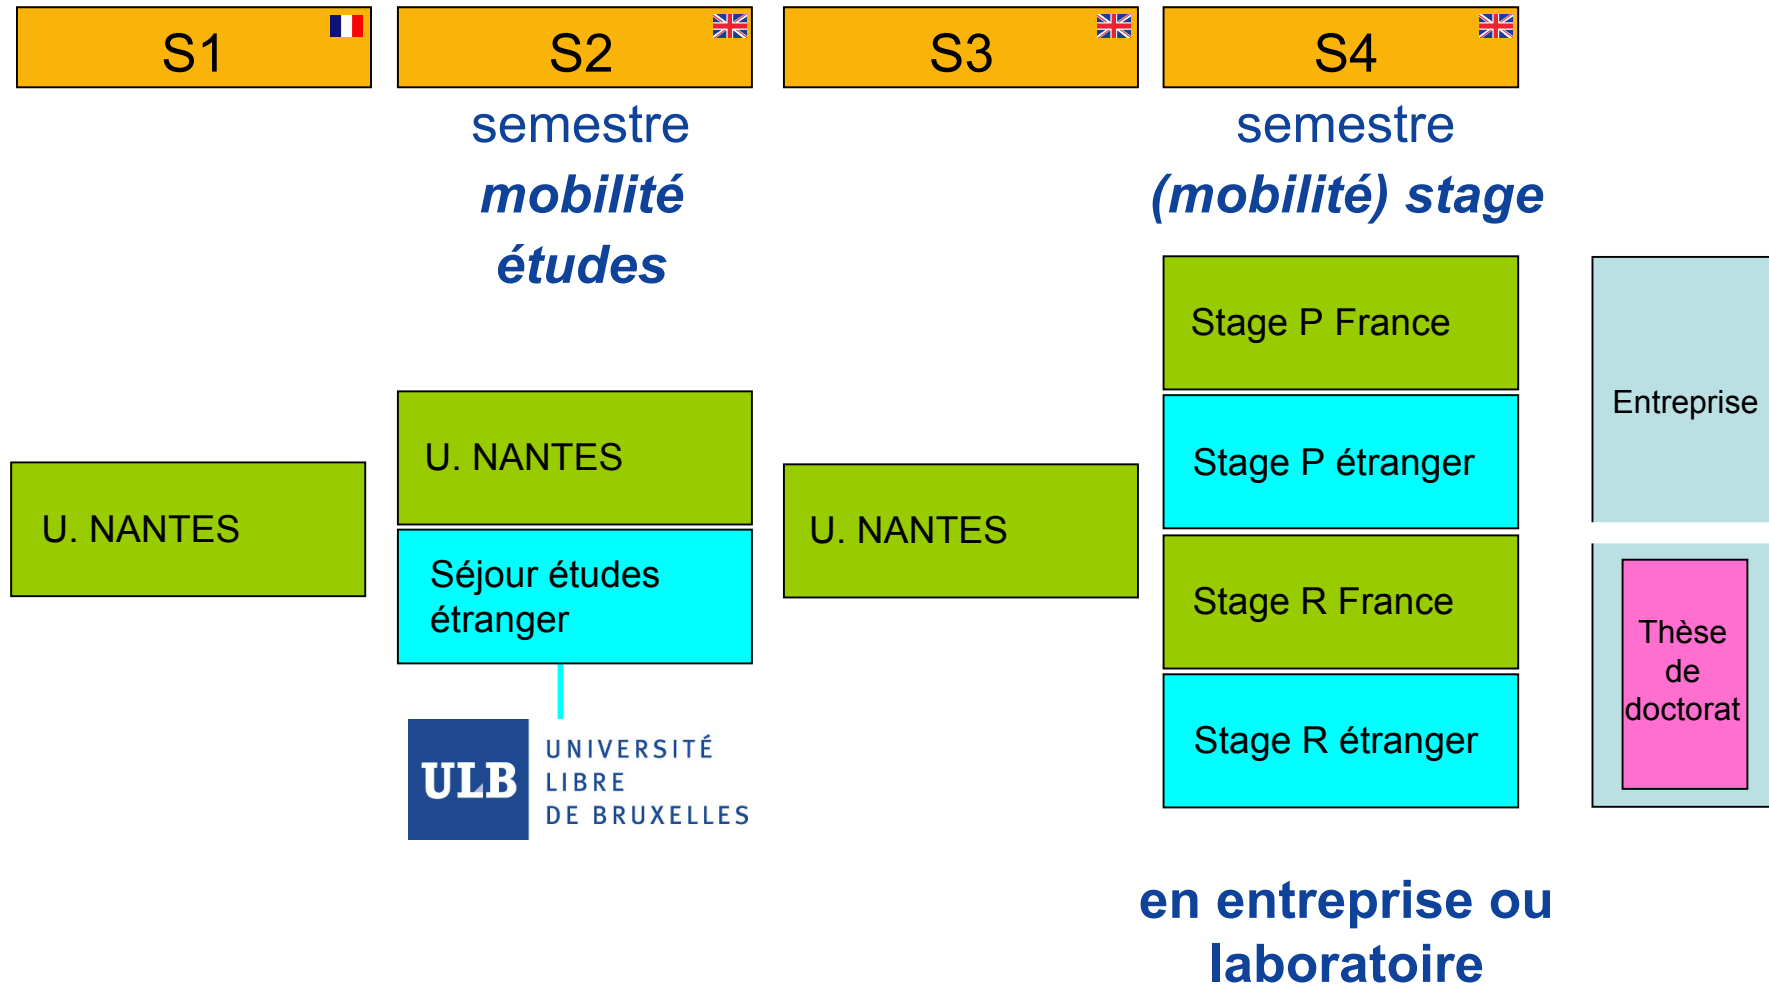 S1
S2
S3
S4
semestre
mobilité
études
semestre
(mobilité) stage
U. NANTES
U. NANTES
Séjour études
étranger
ULB
UNIVERSITÉ
LIBRE
DE BRUXELLES
U. NANTES
Stage P France
Stage P étranger
Stage R France
Stage R étranger
Entreprise
Thèse
de
doctorat
en entreprise ou
laboratoire